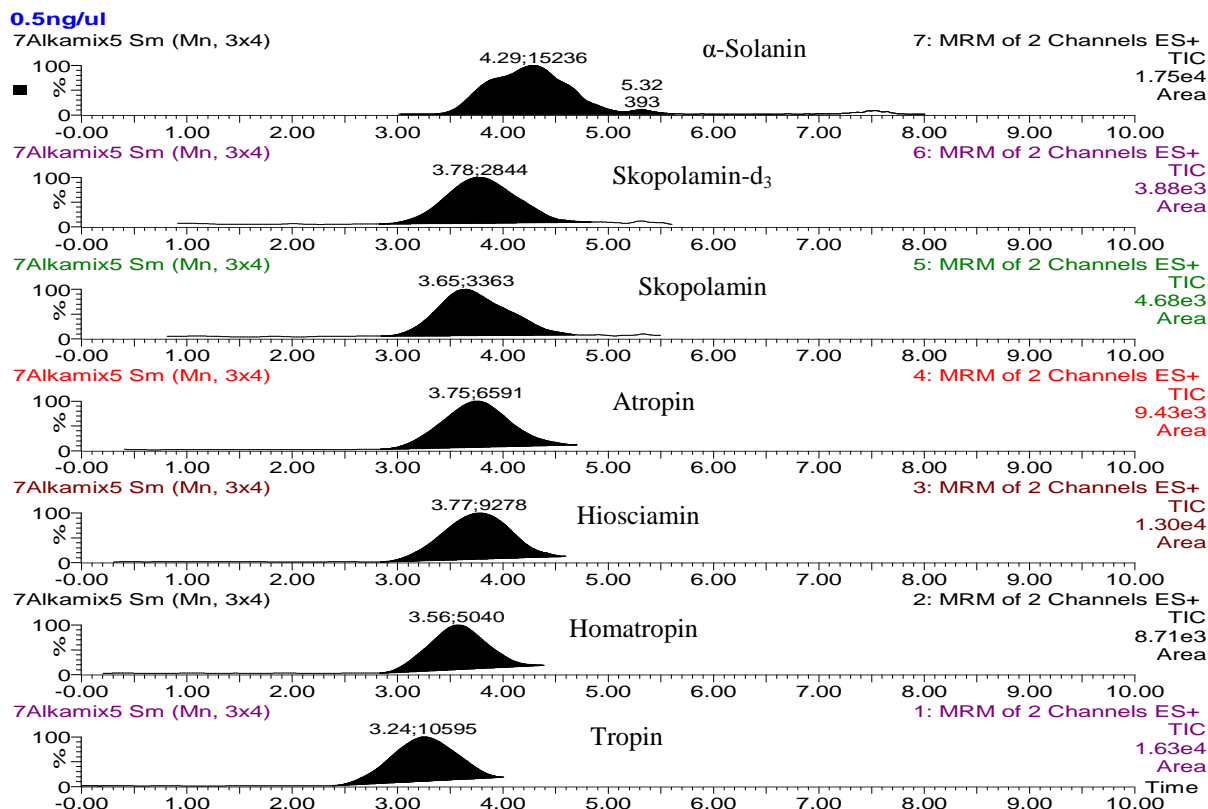 0.5ng/ul
7Alkamix5 Sm (Mn, 3x4)
7: MRM of 2 Channels ES+
TIC
1.75e4
Area
α-Solanin
4.29;15236
5.32
393
100
%
0
-0.00 1.00 2.00 3.00 4.00 5.00 6.00 7.00 8.00 9.00 10.00
7Alkamix5 Sm (Mn, 3x4)
6: MRM of 2 Channels ES+
TIC
3.88e3
Area
Skopolamin-d₃
3.78;2844
100
%
0
-0.00 1.00 2.00 3.00 4.00 5.00 6.00 7.00 8.00 9.00 10.00
7Alkamix5 Sm (Mn, 3x4)
5: MRM of 2 Channels ES+
TIC
4.68e3
Area
Skopolamin
3.65;3363
100
%
0
-0.00 1.00 2.00 3.00 4.00 5.00 6.00 7.00 8.00 9.00 10.00
7Alkamix5 Sm (Mn, 3x4)
4: MRM of 2 Channels ES+
TIC
9.43e3
Area
Atropin
3.75;6591
100
%
0
-0.00 1.00 2.00 3.00 4.00 5.00 6.00 7.00 8.00 9.00 10.00
7Alkamix5 Sm (Mn, 3x4)
3: MRM of 2 Channels ES+
TIC
1.30e4
Area
Hiosciamin
3.77;9278
100
%
0
-0.00 1.00 2.00 3.00 4.00 5.00 6.00 7.00 8.00 9.00 10.00
7Alkamix5 Sm (Mn, 3x4)
2: MRM of 2 Channels ES+
TIC
8.71e3
Area
Homatropin
3.56;5040
100
%
0
-0.00 1.00 2.00 3.00 4.00 5.00 6.00 7.00 8.00 9.00 10.00
7Alkamix5 Sm (Mn, 3x4)
1: MRM of 2 Channels ES+
TIC
1.63e4
Area
Tropin
3.24;10595
100
%
0
Time
-0.00 1.00 2.00 3.00 4.00 5.00 6.00 7.00 8.00 9.00 10.00